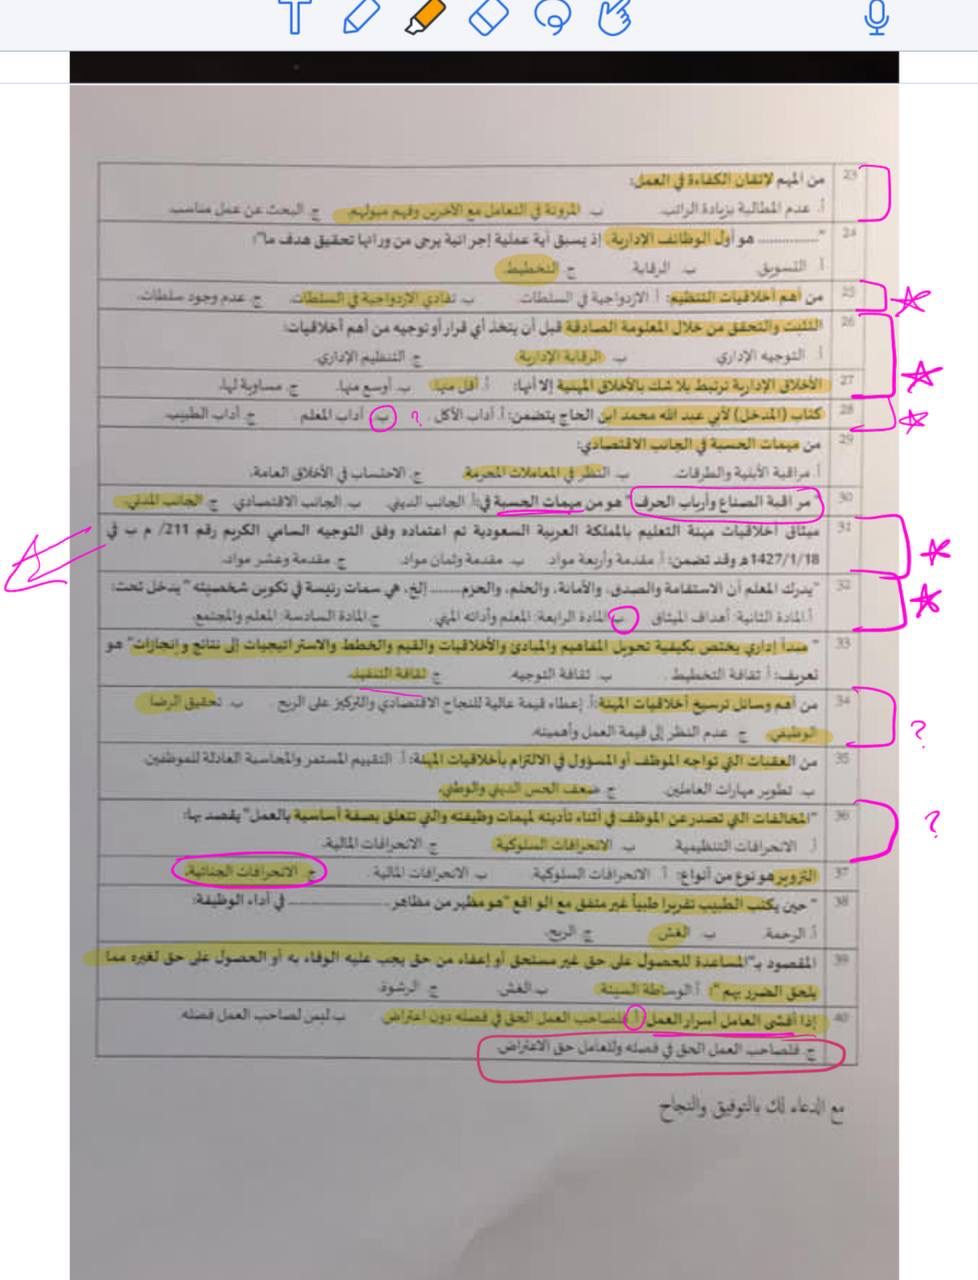 23 من المهم لإتقان الكفاءة في العمل:
أ. عدم المطالبة بزيادة الراتب. ب. المرونة في التعامل مع الآخرين وفهم ميولهم. ج. البحث عن عمل مناسب.
24 "............... هو أول الوظائف الإدارية إذ يسبق أية عملية إجرائية يرجى من ورائها تحقيق هدف ما":
أ. التسويق ب. الرقابة ج. التخطيط.
25 من أهم أخلاقيات التنظيم: أ. الازدواجية في السلطات. ب. تفادي الازدواجية في السلطات. ج. عدم وجود سلطات.
26 التثبت والتحقق من خلال المعلومة الصادقة قبل أن يتخذ أي قرار أو توجيه من أهم أخلاقيات:
أ. التوجيه الإداري ب. الرقابة الإدارية ج. التنظيم الإداري.
27 الأخلاق الإدارية ترتبط بلا شك بالأخلاق المهنية إلا أنها: أ. أقل منها ب. أوسع منها. ج. مساوية لها.
28 كتاب (المدخل) لأبي عبد الله محمد ابن الحاج يتضمن: أ. آداب الأكل. ? ب. آداب المعلم. ج. آداب الطبيب.
29 من مهمات الحسبة في الجانب الاقتصادي:
أ. مراقبة الأبنية والطرقات. ب. النظر في المعاملات المحرمة. ج. الاحتساب في الأخلاق العامة.
30 "مراقبة الصناع وأرباب الحرف" هو من مهمات الحسبة في: أ. الجانب الديني. ب. الجانب الاقتصادي. ج. الجانب المدني.
31 ميثاق أخلاقيات مهنة التعليم بالمملكة العربية السعودية تم اعتماده وفق التوجيه السامي الكريم رقم 211/ م ب في
1427/1/18هـ وقد تضمن: أ. مقدمة وأربعة مواد. ب. مقدمة وثمان مواد. ج. مقدمة وعشر مواد.
32 "يدرك المعلم أن الاستقامة والصدق، والأمانة، والحلم، والحزم........ إلخ، هي سمات رئيسة في تكوين شخصيته" يدخل تحت:
أ. المادة الثانية: أهداف الميثاق. ب. المادة الرابعة: المعلم وأدائه المهني. ج. المادة السادسة: المعلم والمجتمع.
33 " مبدأ إداري يختص بكيفية تحويل المفاهيم والمبادئ والأخلاقيات والقيم والخطط والاستراتيجيات إلى نتائج وإنجازات" هو
تعريف: أ. ثقافة التخطيط. ب. ثقافة التوجيه. ج. ثقافة التنفيذ.
34 من أهم وسائل ترسيخ أخلاقيات المهنة: أ. إعطاء قيمة عالية للنجاح الاقتصادي والتركيز على الربح. ب. تحقيق الرضا
الوظيفي. ج. عدم النظر إلى قيمة العمل وأهميته. ?
35 من العقبات التي تواجه الموظف أو المسؤول في الالتزام بأخلاقيات المهنة: أ. التقييم المستمر والمحاسبة العادلة للموظفين.
ب. تطوير مهارات العاملين. ج. ضعف الحس الديني والوطني.
36 "المخالفات التي تصدر عن الموظف في أثناء تأديته لمهمات وظيفته والتي تتعلق بصفة أساسية بالعمل" يقصد بها: ?
أ. الانحرافات التنظيمية. ب. الانحرافات السلوكية. ج. الانحرافات المالية.
37 التزوير هو نوع من أنواع: أ. الانحرافات السلوكية. ب. الانحرافات المالية. ج. الانحرافات الجنائية.
38 " حين يكتب الطبيب تقريرا طبياً غير متفق مع الواقع" هو مظهر من مظاهر ............... في أداء الوظيفة:
أ. الرحمة. ب. الغش. ج. الربح.
39 المقصود بـ"المساعدة للحصول على حق غير مستحق أو إعفاء من حق يجب عليه الوفاء به أو الحصول على حق لغيره مما
يلحق الضرر بهم": أ. الوساطة السيئة. ب. الغش. ج. الرشوة.
40 إذا أفشى العامل أسرار العمل: أ. فلصاحب العمل الحق في فصله دون اعتراض. ب. ليس لصاحب العمل فصله.
ج. فلصاحب العمل الحق في فصله وللعامل حق الاعتراض.
مع الدعاء لك بالتوفيق والنجاح